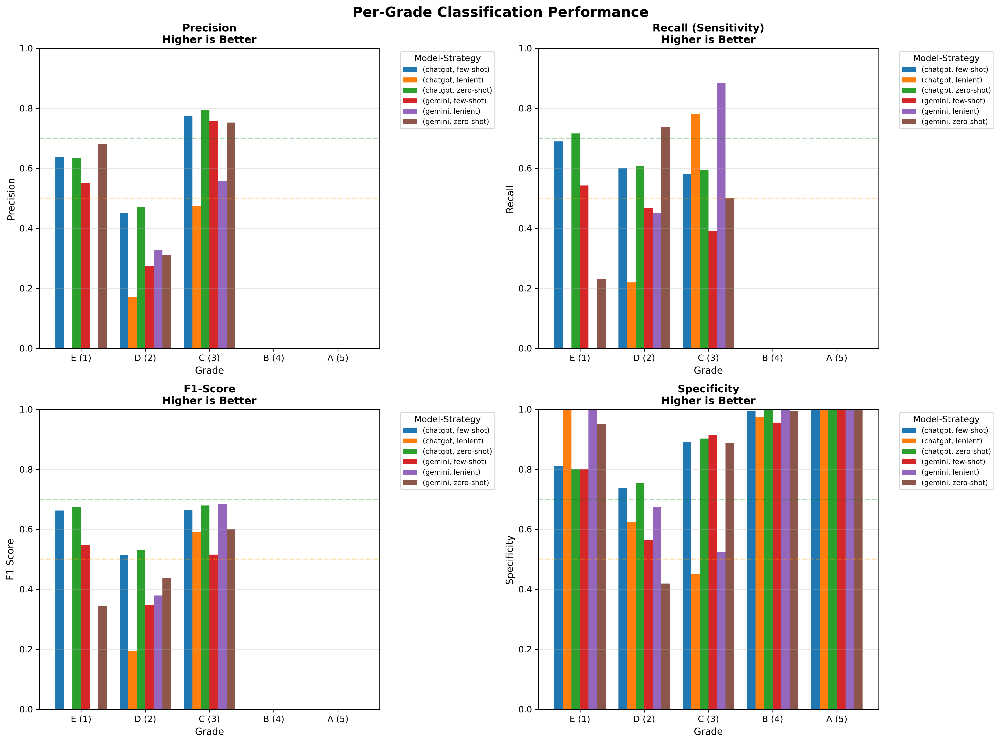 Per-Grade Classification Performance
Precision
Higher is Better
1.0
0.8
0.6
0.4
0.2
0.0
Precision
E (1) D (2) C (3) B (4) A (5)
Grade
Model-Strategy
(chatgpt, few-shot)
(chatgpt, lenient)
(chatgpt, zero-shot)
(gemini, few-shot)
(gemini, lenient)
(gemini, zero-shot)
Recall (Sensitivity)
Higher is Better
1.0
0.8
0.6
0.4
0.2
0.0
Recall
E (1) D (2) C (3) B (4) A (5)
Grade
Model-Strategy
(chatgpt, few-shot)
(chatgpt, lenient)
(chatgpt, zero-shot)
(gemini, few-shot)
(gemini, lenient)
(gemini, zero-shot)
F1-Score
Higher is Better
1.0
0.8
0.6
0.4
0.2
0.0
F1 Score
E (1) D (2) C (3) B (4) A (5)
Grade
Model-Strategy
(chatgpt, few-shot)
(chatgpt, lenient)
(chatgpt, zero-shot)
(gemini, few-shot)
(gemini, lenient)
(gemini, zero-shot)
Specificity
Higher is Better
1.0
0.8
0.6
0.4
0.2
0.0
Specificity
E (1) D (2) C (3) B (4) A (5)
Grade
Model-Strategy
(chatgpt, few-shot)
(chatgpt, lenient)
(chatgpt, zero-shot)
(gemini, few-shot)
(gemini, lenient)
(gemini, zero-shot)